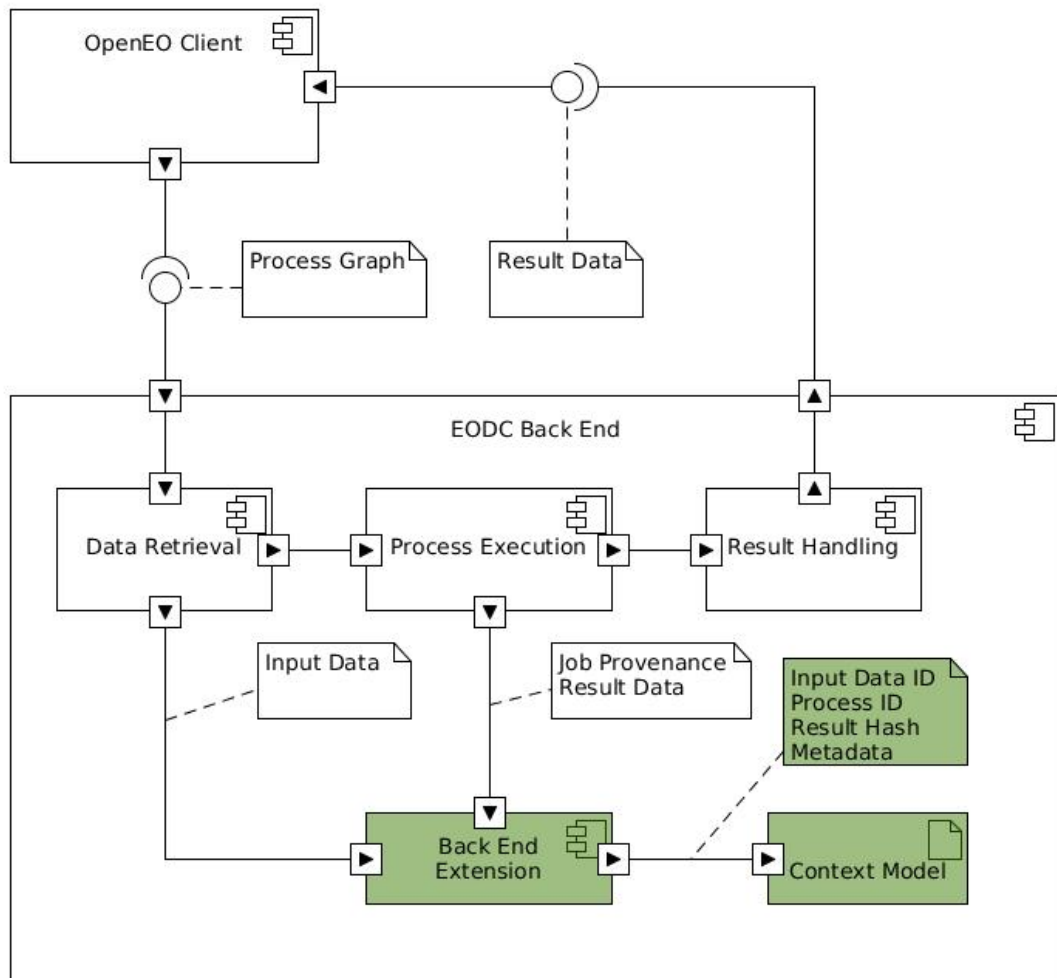 OpenEO Client
Process Graph
Result Data
EODC Back End
Data Retrieval
Process Execution
Result Handling
Input Data
Job Provenance
Result Data
Input Data ID
Process ID
Result Hash
Metadata
Back End
Extension
Context Model